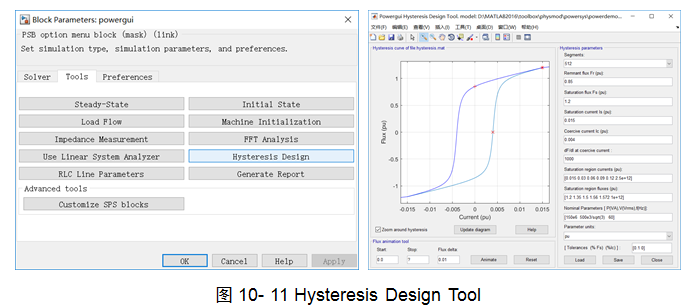 Block Parameters: powergui
PSB option menu block (mask) (link)
Set simulation type, simulation parameters, and preferences.
Solver Tools Preferences
Steady-State Initial State
Load Flow Machine Initialization
Impedance Measurement FFT Analysis
Use Linear System Analyzer Hysteresis Design
RLC Line Parameters Generate Report
Advanced tools
Customize SPS blocks
OK Cancel Help Apply
Powergui Hysteresis Design Tool. model: D:\MATLAB2016\toolbox\physmod\powersys\powerdemo...
文件(F) 编辑(E) 查看(V) 插入(I) 工具(T) 桌面(D) 窗口(W) 帮助(H)
Hysteresis curve of file hysteresis.mat
Flux (pu)
1
0.5
0
-0.5
-1
-0.015 -0.01 -0.005 0 0.005 0.01 0.015
Current (pu)
Zoom around hysteresis
Update diagram
Help
Flux animation tool
Start Stop Flux delta
0.01
Animate
Reset
Hysteresis parameters
Segments:
512
Remnant flux Fr (pu)
0.85
Saturation flux Fs (pu)
1.2
Saturation current Is (pu)
0.015
Coercive current Ic (pu)
0.004
dF/dI at coercive current :
1000
Saturation region currents (pu)
[0.015 0.03 0.06 0.09 0.12 2.5e+12]
Saturation region fluxes (pu)
[1.2 1.35 1.5 1.56 1.572 1e+12]
Nominal Parameters [ P(VA) V(Vrms) f(Hz)]:
[150e6 500e3/sqrt(3) 60]
Parameter units:
pu
Load Save Close
图 10- 11 Hysteresis Design Tool